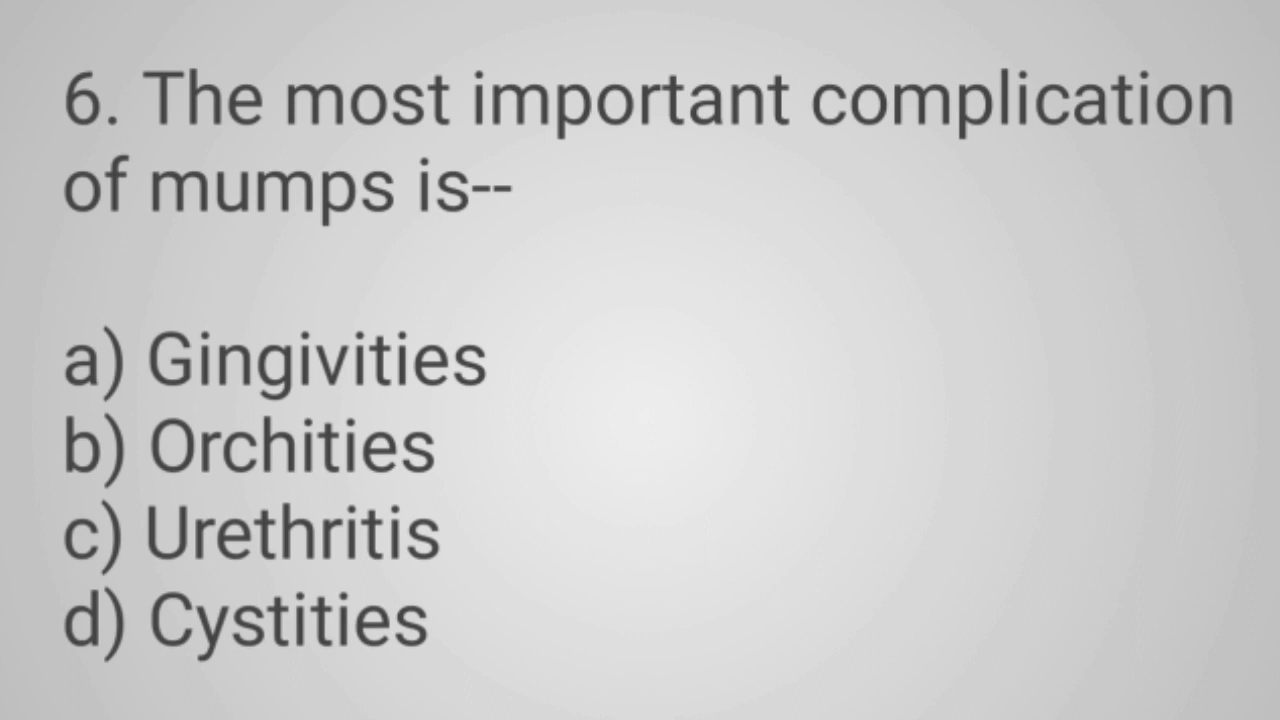 6. The most important complication
of mumps is--
a) Gingivities
b) Orchities
c) Urethritis
d) Cystities